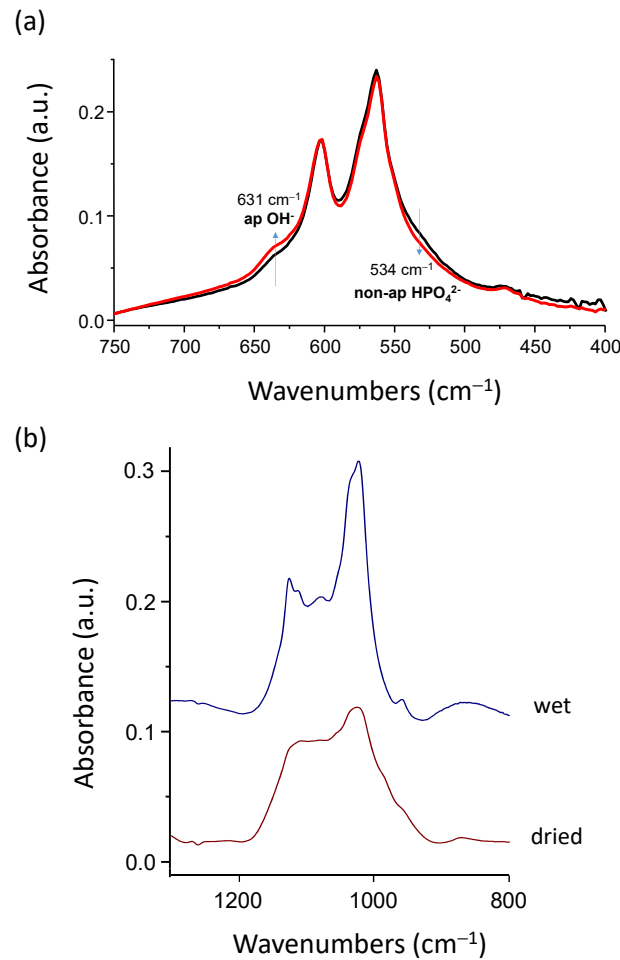 (a)
Absorbance (a.u.)
0.2
0.1
0.0
631 cm⁻¹
ap OH⁻
534 cm⁻¹
non-ap HPO₄²⁻
750 700 650 600 550 500 450 400
Wavenumbers (cm⁻¹)
(b)
Absorbance (a.u.)
0.3
0.2
0.1
0.0
wet
dried
1200 1000 800
Wavenumbers (cm⁻¹)